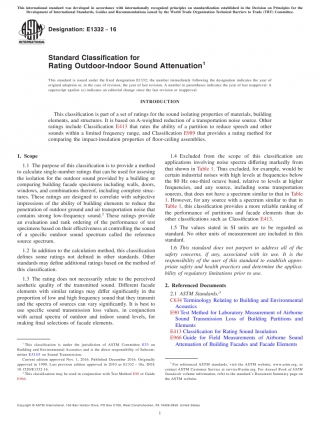 This international standard was developed in accordance with internationally recognized principles on standardization established in the Decision on Principles for the
Development of International Standards, Guides and Recommendations issued by the World Trade Organization Technical Barriers to Trade (TBT) Committee.
INTERNATIONAL
Designation: E1332 − 16
Standard Classification for
Rating Outdoor-Indoor Sound Attenuation1
This standard is issued under the fixed designation E1332; the number immediately following the designation indicates the year of
original adoption or, in the case of revision, the year of last revision. A number in parentheses indicates the year of last reapproval. A
superscript epsilon (ε) indicates an editorial change since the last revision or reapproval.
INTRODUCTION
This classification is part of a set of ratings for the sound isolating properties of materials, building
elements, and structures. It is based on A-weighted reduction of a transportation noise source. Other
ratings include Classification E413 that rates the ability of a partition to reduce speech and other
sounds within a limited frequency range, and Classification E989 that provides a rating method for
comparing the impact-insulation properties of floor-ceiling assemblies.
1. Scope
1.1 The purpose of this classification is to provide a method
to calculate single-number ratings that can be used for assessing
the isolation for the outdoor sound provided by a building or
comparing building facade specimens including walls, doors,
windows, and combinations thereof, including complete struc-
tures. These ratings are designed to correlate with subjective
impressions of the ability of building elements to reduce the
penetration of outdoor ground and air transportation noise that
contains strong low-frequency sound.2 These ratings provide
an evaluation and rank ordering of the performance of test
specimens based on their effectiveness at controlling the sound
of a specific outdoor sound spectrum called the reference
source spectrum.
1.2 In addition to the calculation method, this classification
defines some ratings not defined in other standards. Other
standards may define additional ratings based on the method of
this classification.
1.3 The rating does not necessarily relate to the perceived
aesthetic quality of the transmitted sound. Different facade
elements with similar ratings may differ significantly in the
proportion of low and high frequency sound that they transmit
and the spectra of sources can vary significantly. It is best to
use specific sound transmission loss values, in conjunction
with actual spectra of outdoor and indoor sound levels, for
making final selections of facade elements.
1 This classification is under the jurisdiction of ASTM Committee E33 on
Building and Environmental Acoustics and is the direct responsibility of Subcom-
mittee E33.03 on Sound Transmission.
Current edition approved Nov. 1, 2016. Published December 2016. Originally
approved in 1990. Last previous edition approved in 2010 as E1332 – 10a. DOI:
10.1520/E1332-16.
2 This classification may be used in conjunction with Test Method E90 or Guide
E966.
1.4 Excluded from the scope of this classification are
applications involving noise spectra differing markedly from
that shown in Table 1. Thus excluded, for example, would be
certain industrial noises with high levels at frequencies below
the 80 Hz one-third octave band, relative to levels at higher
frequencies, and any source, including some transportation
sources, that does not have a spectrum similar to that in Table
1. However, for any source with a spectrum similar to that in
Table 1, this classification provides a more reliable ranking of
the performance of partitions and facade elements than do
other classifications such as Classification E413.
1.5 The values stated in SI units are to be regarded as
standard. No other units of measurement are included in this
standard.
1.6 This standard does not purport to address all of the
safety concerns, if any, associated with its use. It is the
responsibility of the user of this standard to establish appro-
priate safety and health practices and determine the applica-
bility of regulatory limitations prior to use.
2. Referenced Documents
2.1 ASTM Standards:3
C634 Terminology Relating to Building and Environmental
Acoustics
E90 Test Method for Laboratory Measurement of Airborne
Sound Transmission Loss of Building Partitions and
Elements
E413 Classification for Rating Sound Insulation
E966 Guide for Field Measurements of Airborne Sound
Attenuation of Building Facades and Facade Elements
3 For referenced ASTM standards, visit the ASTM website, www.astm.org, or
contact ASTM Customer Service at service@astm.org. For Annual Book of ASTM
Standards volume information, refer to the standard's Document Summary page on
the ASTM website.
Copyright © ASTM International, 100 Barr Harbor Drive, PO Box C700, West Conshohocken, PA 19428-2959. United States
1